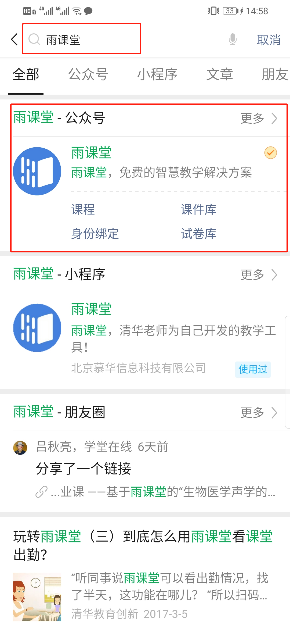 14:58
雨课堂
取消
全部 公众号 小程序 文章 朋友
雨课堂 - 公众号 更多
雨课堂
雨课堂，免费的智慧教学解决方案
课程 课件库
身份绑定 试卷库
雨课堂 - 小程序 更多
雨课堂
雨课堂，清华老师为自己开发的教学工
具！
北京慕华信息科技有限公司 使用过
雨课堂 - 朋友圈 更多
吕秋亮，学堂在线 6天前
分享了一个链接
...业课 ——基于雨课堂的“生物医学声学的...
玩转雨课堂（三）到底怎么用雨课堂看课堂
出勤？
“听同事说雨课堂可以看出勤情况，找
了半天，这功能在哪儿？ ”所以扫码...
清华教育创新 2017-3-5